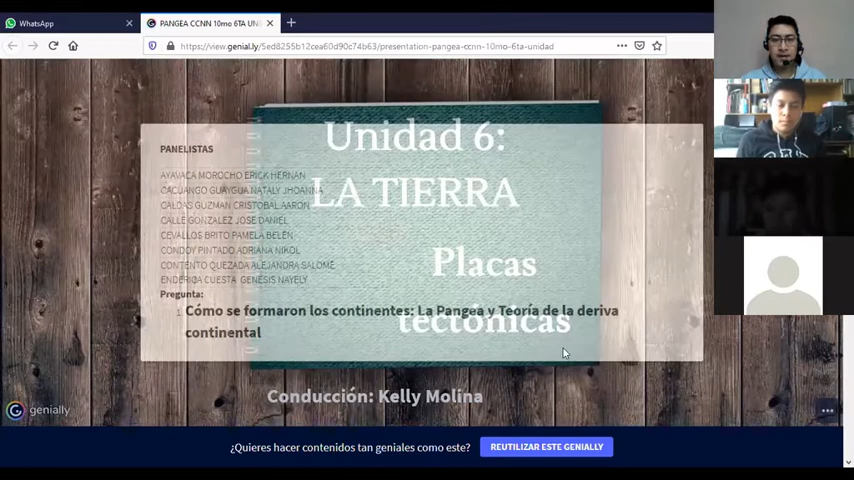 WhatsApp
PANGEA CCNN 10mo 6TA UNI
https://view.genial.ly/5ed8255b12cea60d90c74b63/presentation-pangea-ccnn-10mo-6ta-unidad
Unidad 6:
LA TIERRA
Placas
tectónicas
PANELISTAS
AYAVACA MOROCHO ERICK HERNAN
CACUANGO GUAYGUA NATALY JHOANNA
CALDAS GUZMAN CRISTOBAL AARON
CALLE GONZALEZ JOSE DANIEL
CEVALLOS BRITO PAMELA BELÉN
CONDOY PINTADO ADRIANA NIKOL
CONTENTO QUEZADA ALEJANDRA SALOMÉ
ENDERICA CUESTA GENESIS NAYELY
Pregunta:
1. Cómo se formaron los continentes: La Pangea y Teoría de la deriva
continental
Conducción: Kelly Molina
genially
¿Quieres hacer contenidos tan geniales como este?
REUTILIZAR ESTE GENIALLY